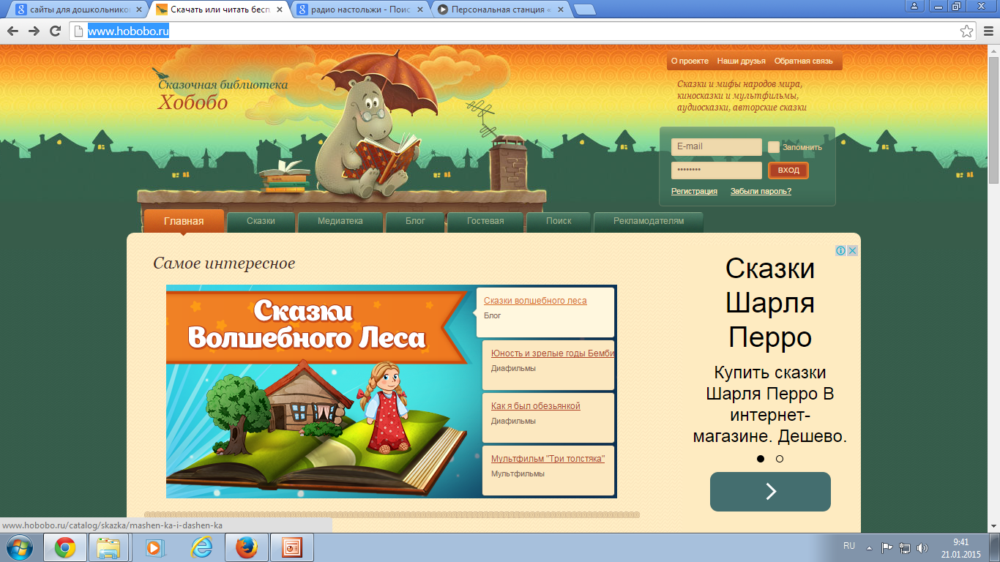 сайты для дошкольнико
Скачать или читать бесп
радио настольжи - Поис
Персональная станция «
www.hobobo.ru
Сказочная библиотека
Хобобо
О проекте Наши друзья Обратная связь
Сказки и мифы народов мира,
киносказки и мультфильмы,
аудиосказки, авторские сказки
E-mail
Запомнить
••••••••
ВХОД
Регистрация Забыли пароль?
Главная Сказки Медиатека Блог Гостевая Поиск Рекламодателям
Самое интересное
Сказки
Волшебного Леса
Сказки волшебного леса
Блог
Юность и зрелые годы Бемби
Диафильмы
Как я был обезьянкой
Диафильмы
Мультфильм "Три толстяка"
Мультфильмы
Сказки
Шарля
Перро
Купить сказки
Шарля Перро В
интернет-
магазине. Дешево.
www.hobobo.ru/catalog/skazka/mashen-ka-i-dashen-ka
RU
9:41
21.01.2015